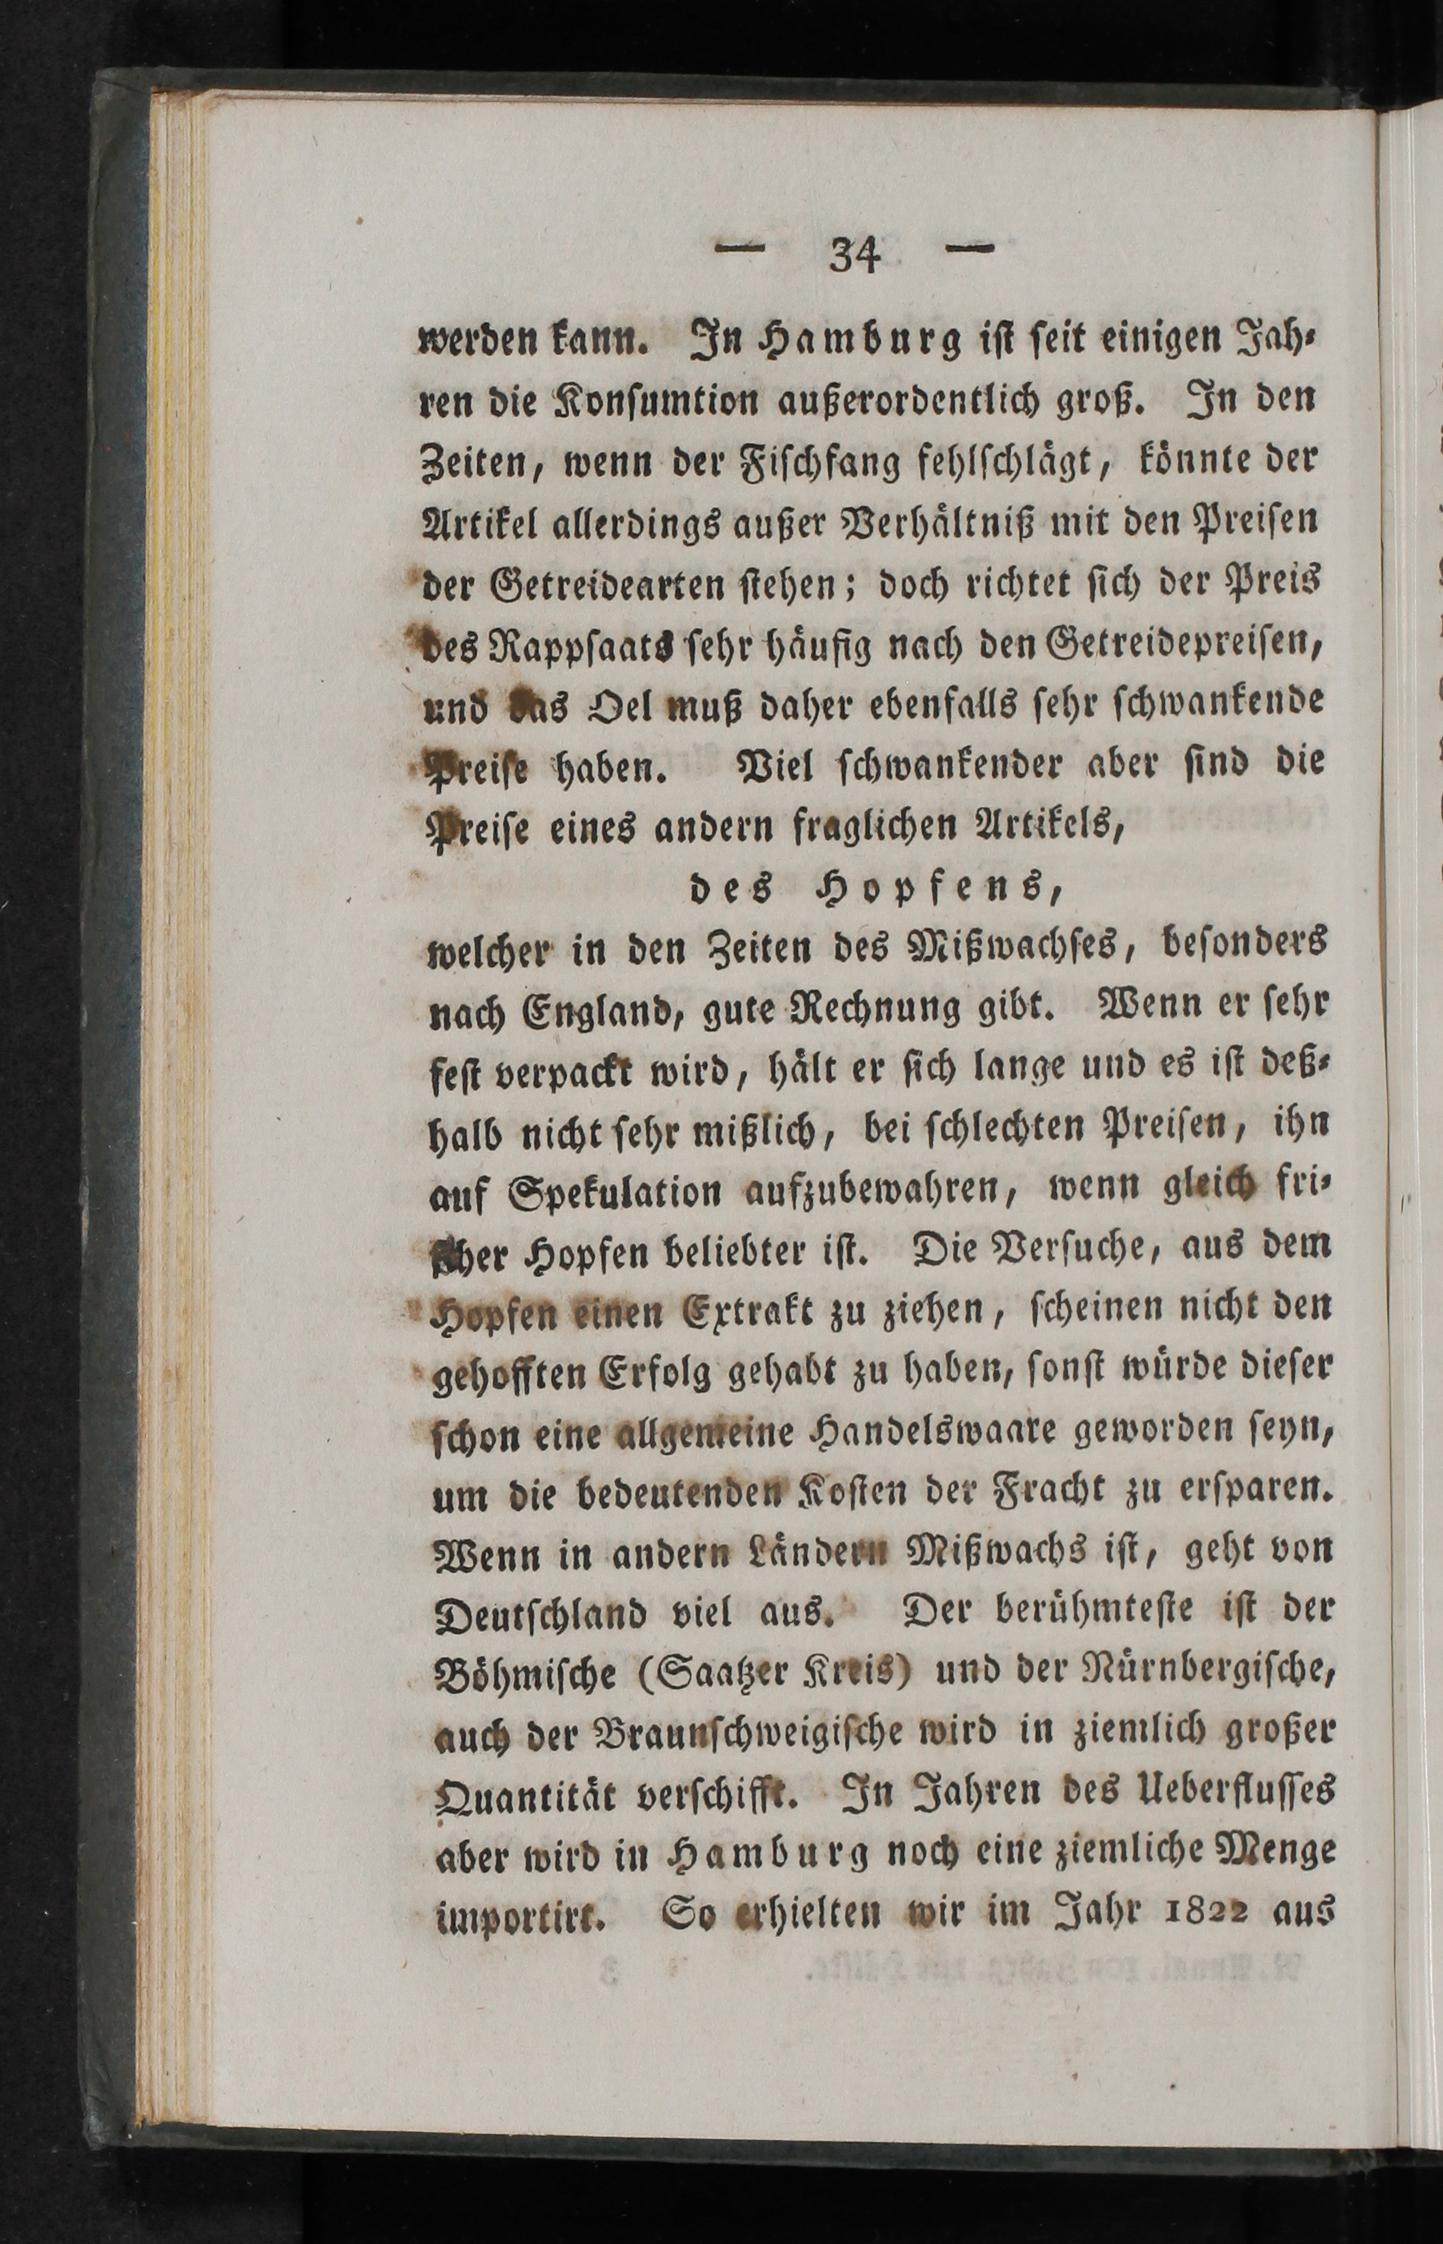 — 34 —
werden kann. In Hamburg ist seit einigen Jah⸗
ren die Konsumtion außerordentlich groß. In den
Zeiten, wenn der Fischfang fehlschlägt, könnte der
Artikel allerdings außer Verhältniß mit den Preisen
der Getreidearten stehen; doch richtet sich der Preis
des Rappsaats sehr häufig nach den Getreidepreisen,
und das Oel muß daher ebenfalls sehr schwankende
Preise haben. Viel schwankender aber sind die
Preise eines andern fraglichen Artikels,
des Hopfens,
welcher in den Zeiten des Mißwachses, besonders
nach England, gute Rechnung gibt. Wenn er sehr
fest verpackt wird, hält er sich lange und es ist deß⸗
halb nicht sehr mißlich, bei schlechten Preisen, ihn
auf Spekulation aufzubewahren, wenn gleich fri⸗
scher Hopfen beliebter ist. Die Versuche, aus dem
Hopfen einen Extrakt zu ziehen, scheinen nicht den
gehofften Erfolg gehabt zu haben, sonst würde dieser
schon eine allgemeine Handelswaare geworden seyn,
um die bedeutenden Kosten der Fracht zu ersparen.
Wenn in andern Ländern Mißwachs ist, geht von
Deutschland viel aus. Der berühmteste ist der
Böhmische (Saatzer Kreis) und der Nürnbergische,
auch der Braunschweigische wird in ziemlich großer
Quantität verschifft. In Jahren des Ueberflusses
aber wird in Hamburg noch eine ziemliche Menge
importirt. So erhielten wir im Jahr 1822 aus